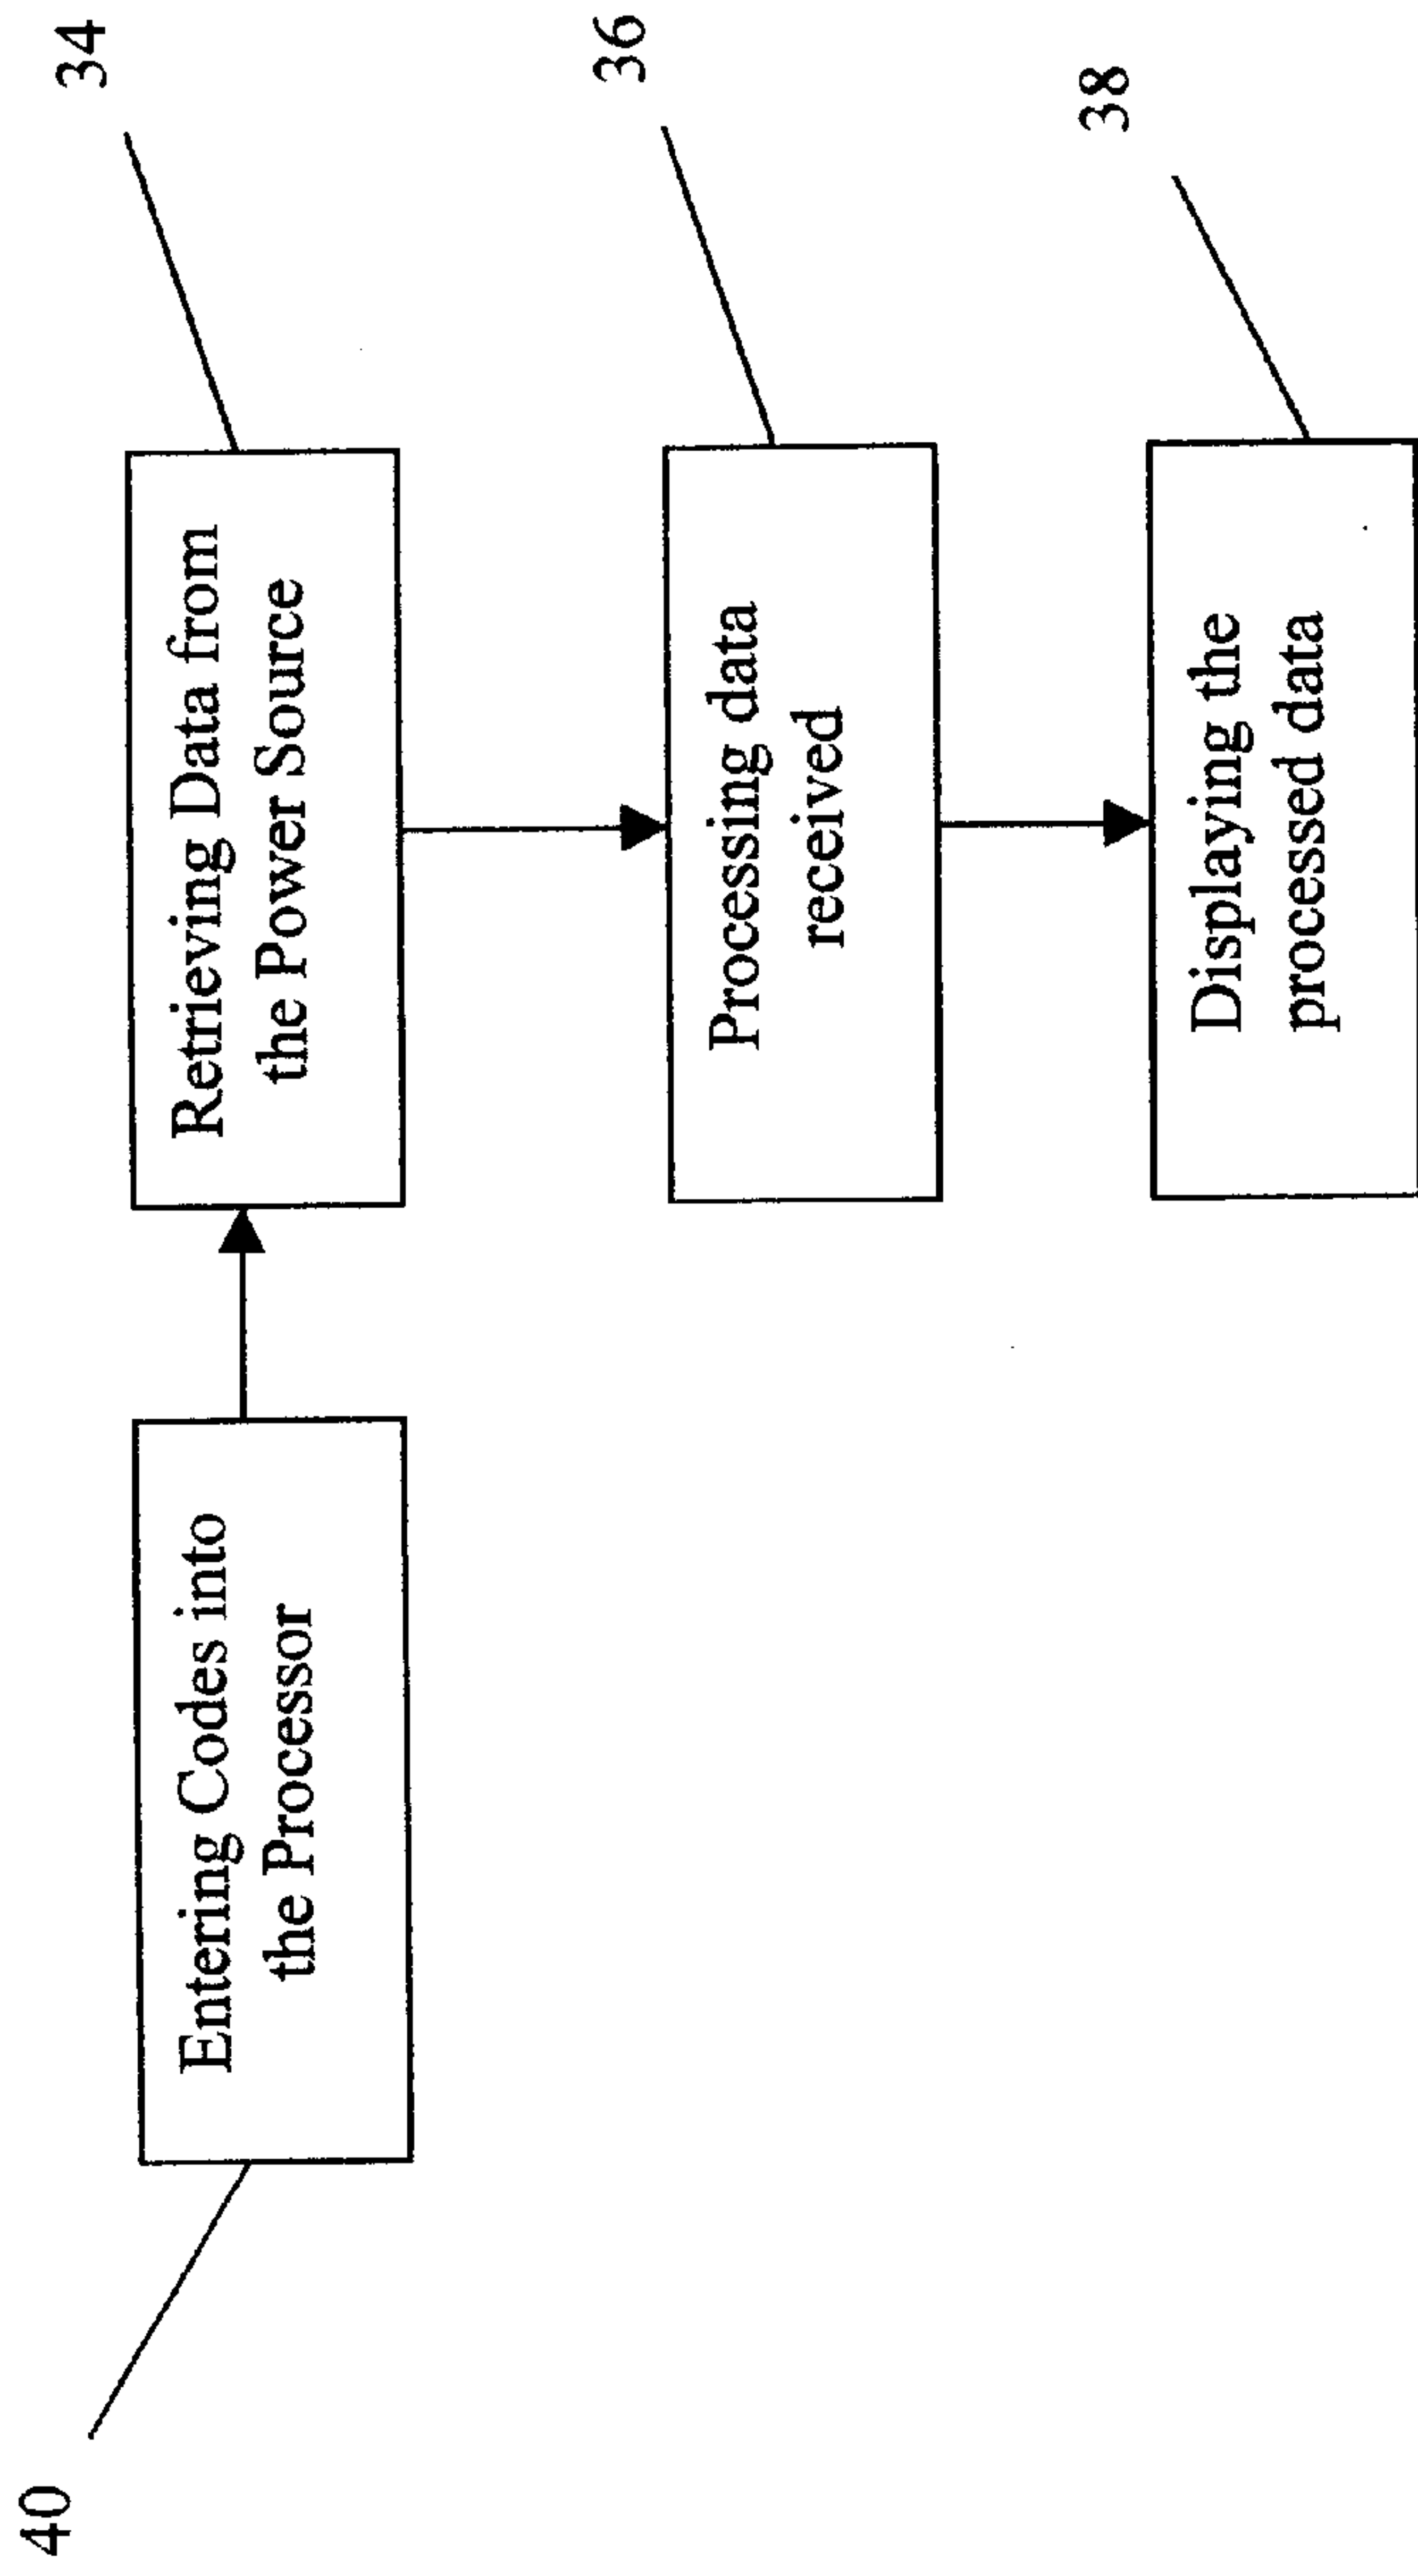 40
Entering Codes into
the Processor
34
Retrieving Data from
the Power Source
36
Processing data
received
38
Displaying the
processed data